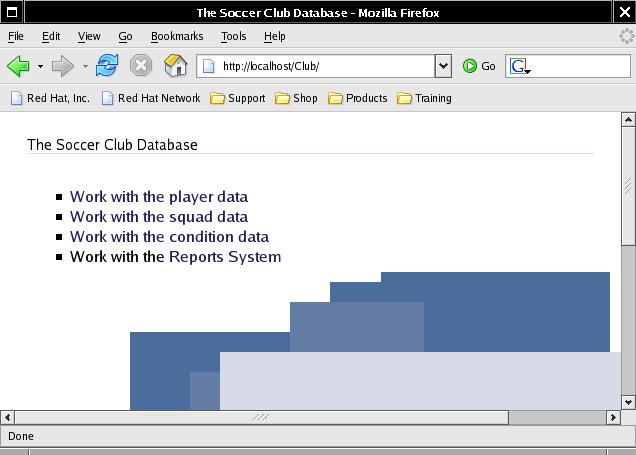 The Soccer Club Database - Mozilla Firefox
File Edit View Go Bookmarks Tools Help
http://localhost/Club/ Go G
Red Hat, Inc. Red Hat Network Support Shop Products Training
The Soccer Club Database
Work with the player data
Work with the squad data
Work with the condition data
Work with the Reports System
Done